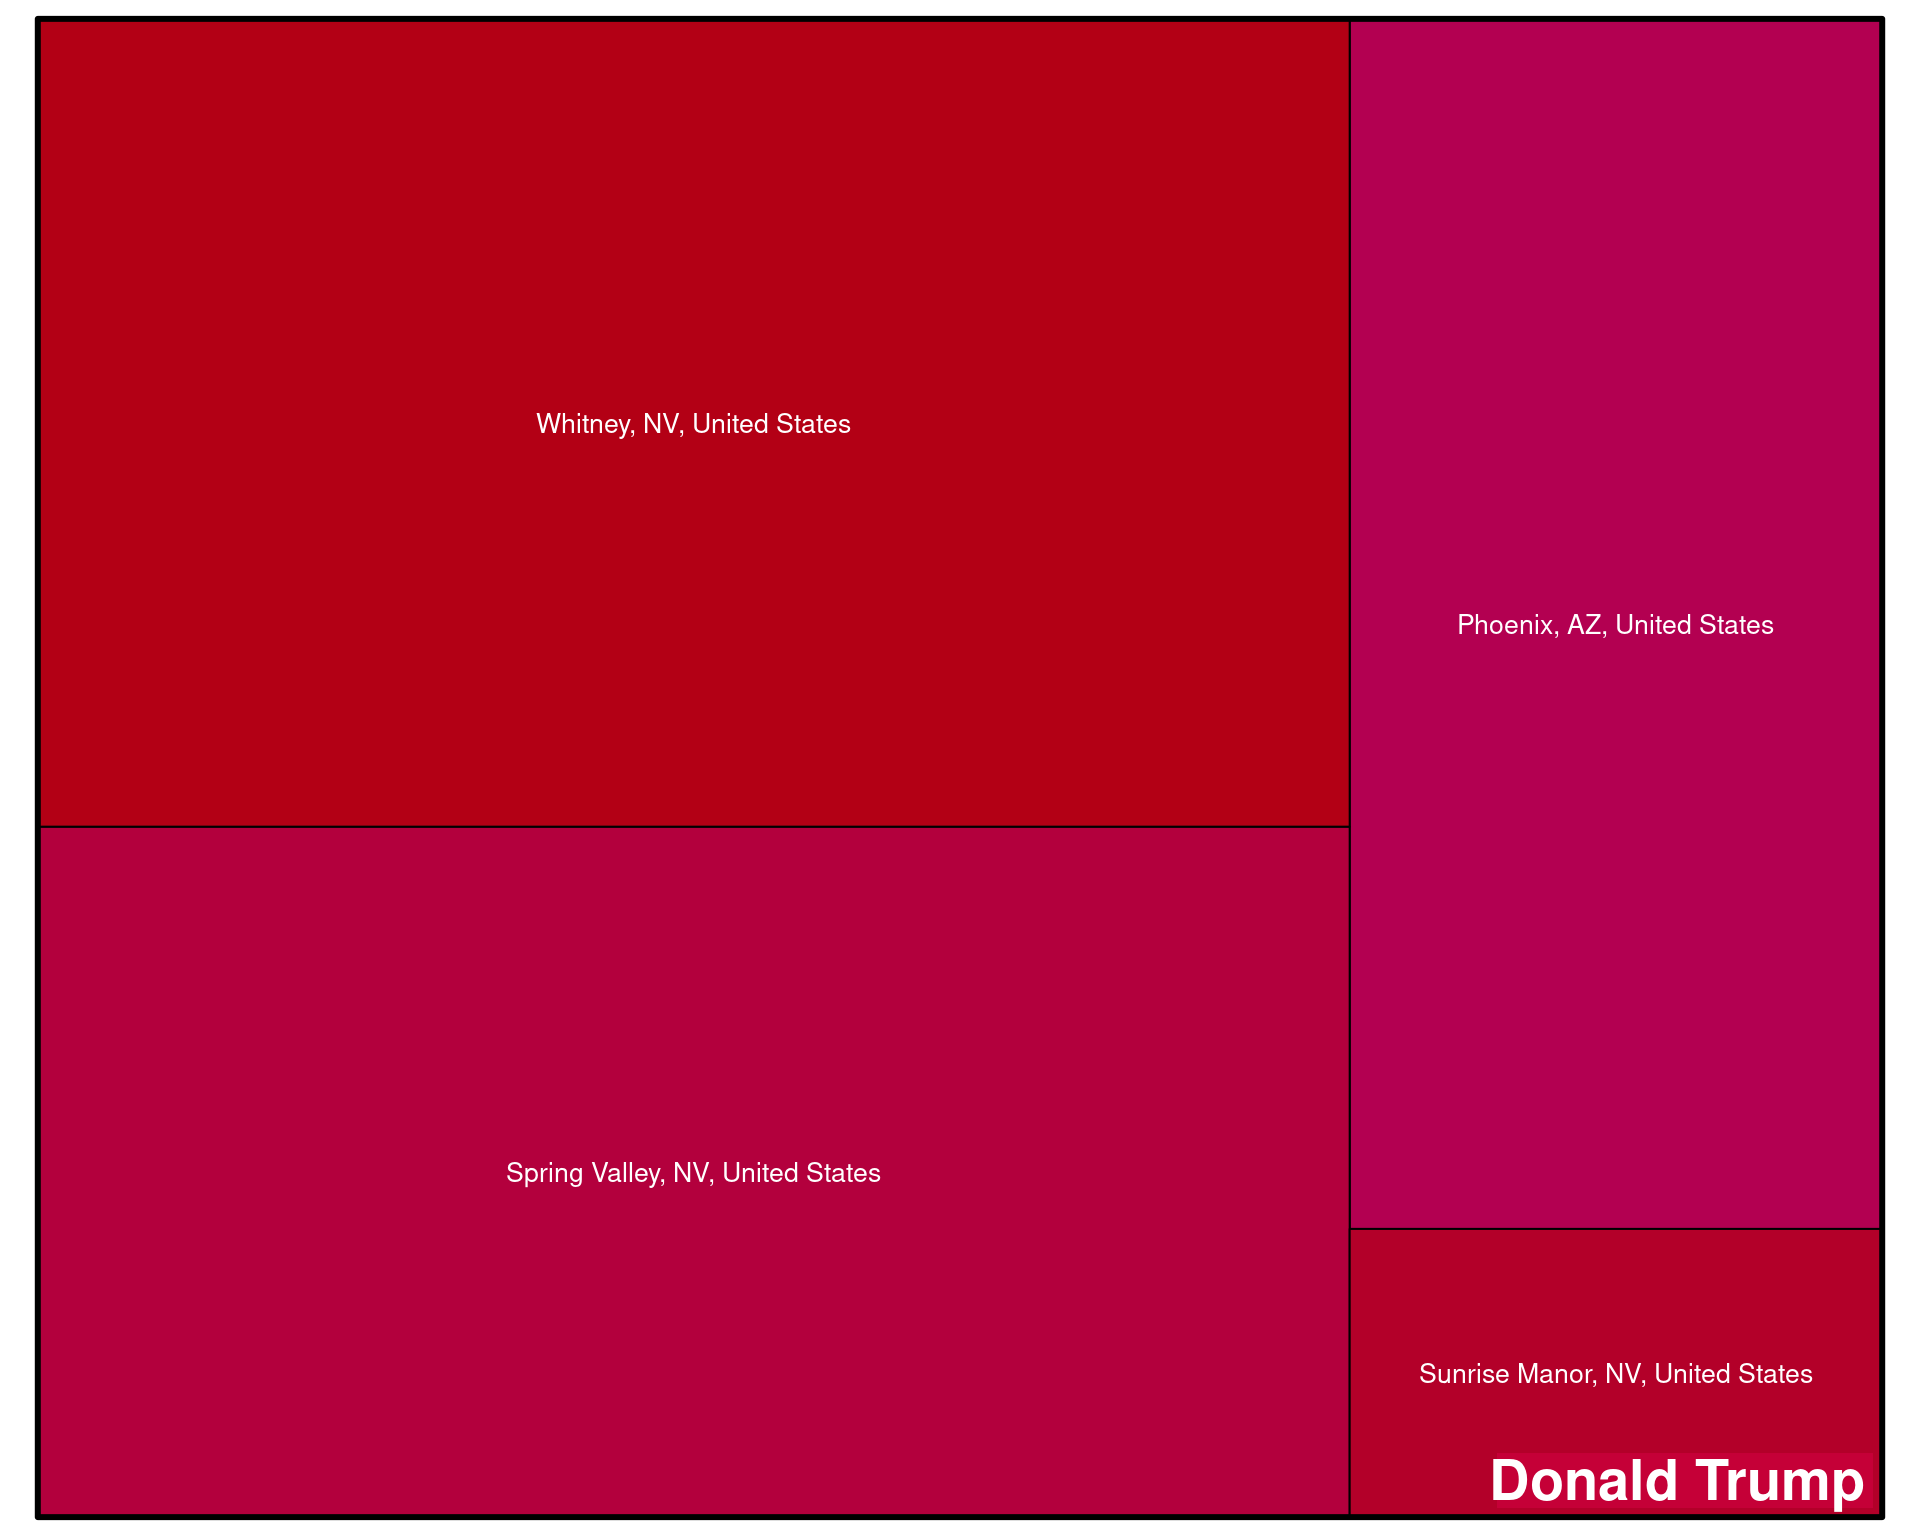 Whitney, NV, United States
Phoenix, AZ, United States
Spring Valley, NV, United States
Sunrise Manor, NV, United States
Donald Trump